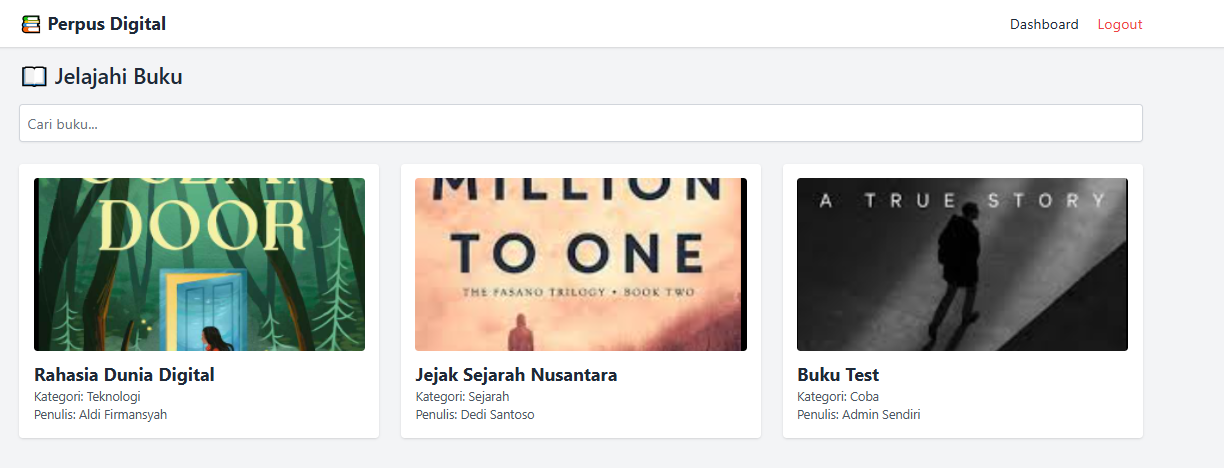 Perpus Digital
Dashboard Logout
Jelajahi Buku
Cari buku...
DOOR
MILLION
TO ONE
THE FASANO TRILOGY • BOOK TWO
A TRUE STORY
Rahasia Dunia Digital
Kategori: Teknologi
Penulis: Aldi Firmansyah
Jejak Sejarah Nusantara
Kategori: Sejarah
Penulis: Dedi Santoso
Buku Test
Kategori: Coba
Penulis: Admin Sendiri